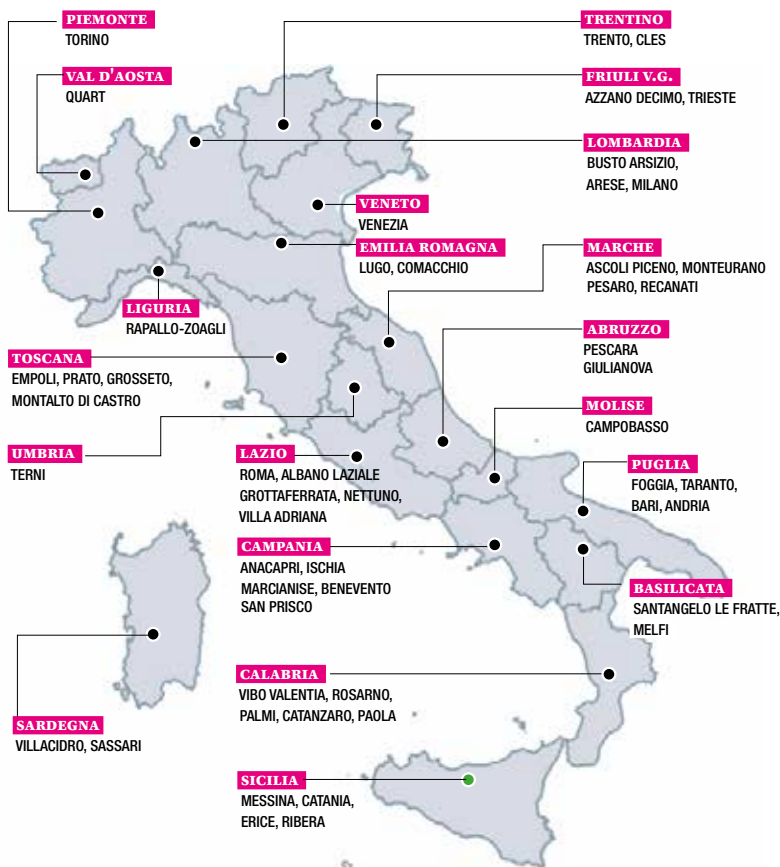 PIEMONTE
TORINO
VAL D'AOSTA
QUART
TRENTINO
TRENTO, CLES
FRIULI V.G.
AZZANO DECIMO, TRIESTE
LOMBARDIA
BUSTO ARSIZIO,
ARESE, MILANO
VENETO
VENEZIA
EMILIA ROMAGNA
LUGO, COMACCHIO
MARCHE
ASCOLI PICENO, MONTEURANO
PESARO, RECANATI
LIGURIA
RAPALLO-ZOAGLI
ABRUZZO
PESCARA
GIULIANOVA
TOSCANA
EMPOLI, PRATO, GROSSETO,
MONTALTO DI CASTRO
MOLISE
CAMPOBASSO
UMBRIA
TERNI
LAZIO
ROMA, ALBANO LAZIALE
GROTTAFERRATA, NETTUNO,
VILLA ADRIANA
PUGLIA
FOGGIA, TARANTO,
BARI, ANDRIA
CAMPANIA
ANACAPRI, ISCHIA
MARCIANISE, BENEVENTO
SAN PRISCO
BASILICATA
SANTANGELO LE FRATTE,
MELFI
CALABRIA
VIBO VALENTIA, ROSARNO,
PALMI, CATANZARO, PAOLA
SARDEGNA
VILLACIDRO, SASSARI
SICILIA
MESSINA, CATANIA,
ERICE, RIBERA